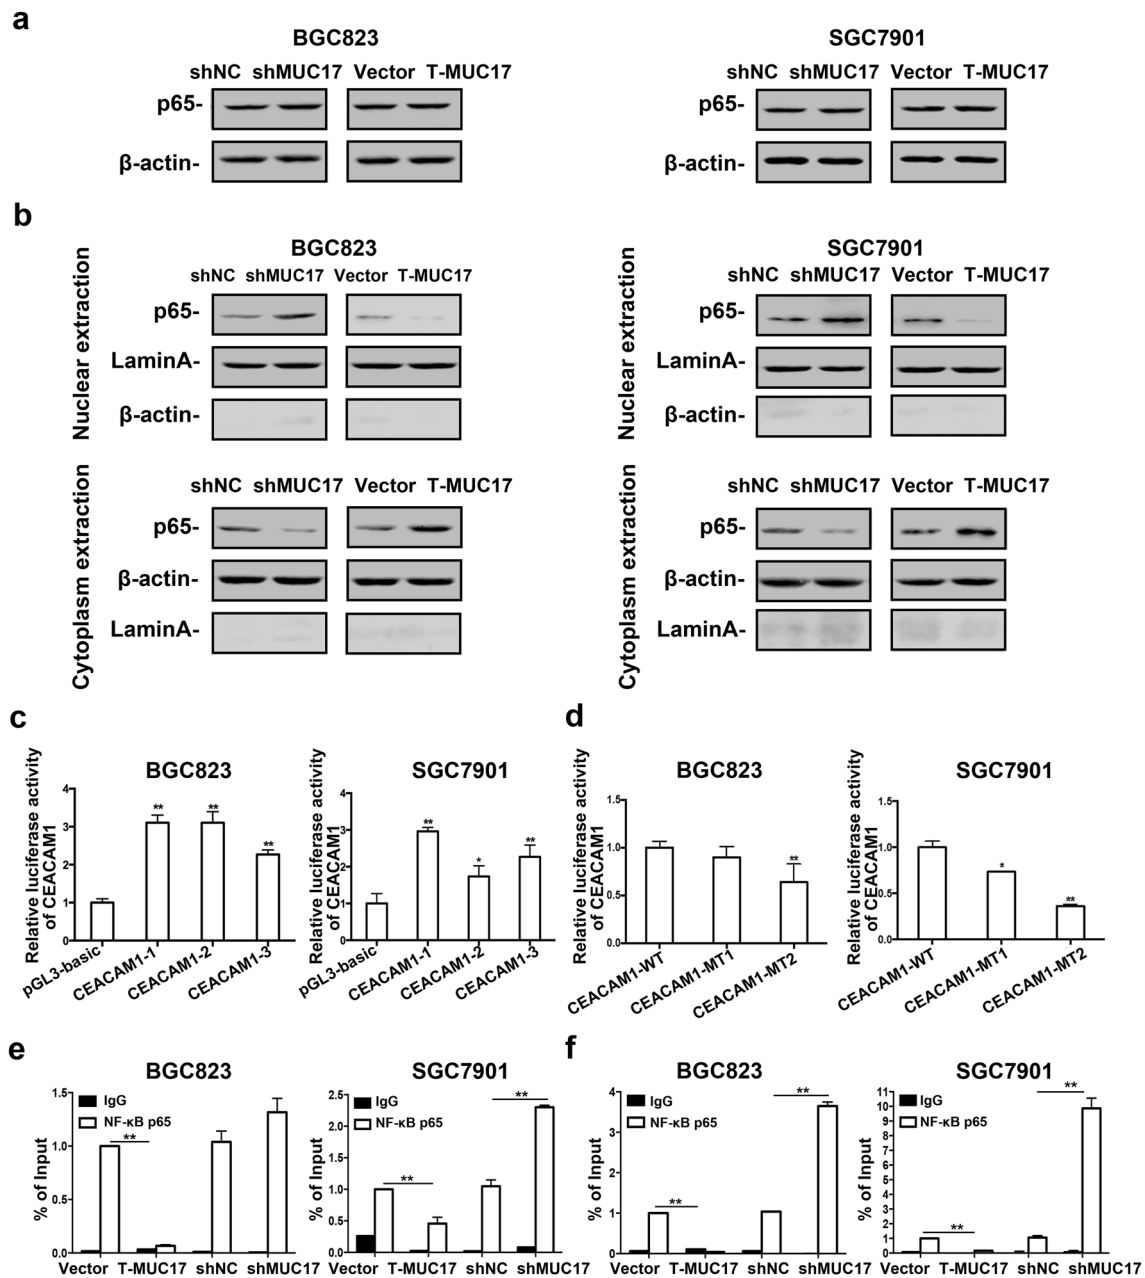 a
BGC823
SGC7901
shNC shMUC17 Vector T-MUC17
shNC shMUC17 Vector T-MUC17
p65-
p65-
β-actin-
β-actin-
b
BGC823
SGC7901
Nuclear extraction
shNC shMUC17 Vector T-MUC17
p65-
LaminA-
β-actin-
Nuclear extraction
shNC shMUC17 Vector T-MUC17
p65-
LaminA-
β-actin-
Cytoplasm extraction
shNC shMUC17 Vector T-MUC17
p65-
β-actin-
LaminA-
Cytoplasm extraction
shNC shMUC17 Vector T-MUC17
p65-
β-actin-
LaminA-
c
BGC823
Relative luciferase activity
of CEACAM1
4
3
2
1
0
** ** **
pGL3-basic CEACAM1-1 CEACAM1-2 CEACAM1-3
SGC7901
Relative luciferase activity
of CEACAM1
4
3
2
1
0
** * **
pGL3-basic CEACAM1-1 CEACAM1-2 CEACAM1-3
d
BGC823
Relative luciferase activity
of CEACAM1
1.5
1.0
0.5
0.0
**
CEACAM1-WT CEACAM1-MT1 CEACAM1-MT2
SGC7901
Relative luciferase activity
of CEACAM1
1.5
1.0
0.5
0.0
* **
CEACAM1-WT CEACAM1-MT1 CEACAM1-MT2
e
BGC823
% of Input
1.5
1.0
0.5
0.0
IgG
NF-κB p65
**
Vector T-MUC17 shNC shMUC17
SGC7901
% of Input
2.5
2.0
1.5
1.0
0.5
0.0
IgG
NF-κB p65
** **
Vector T-MUC17 shNC shMUC17
f
BGC823
% of Input
4
3
2
1
0
IgG
NF-κB p65
** **
Vector T-MUC17 shNC shMUC17
SGC7901
% of Input
11
10
9
8
7
6
5
4
3
2
1
0
IgG
NF-κB p65
** **
Vector T-MUC17 shNC shMUC17